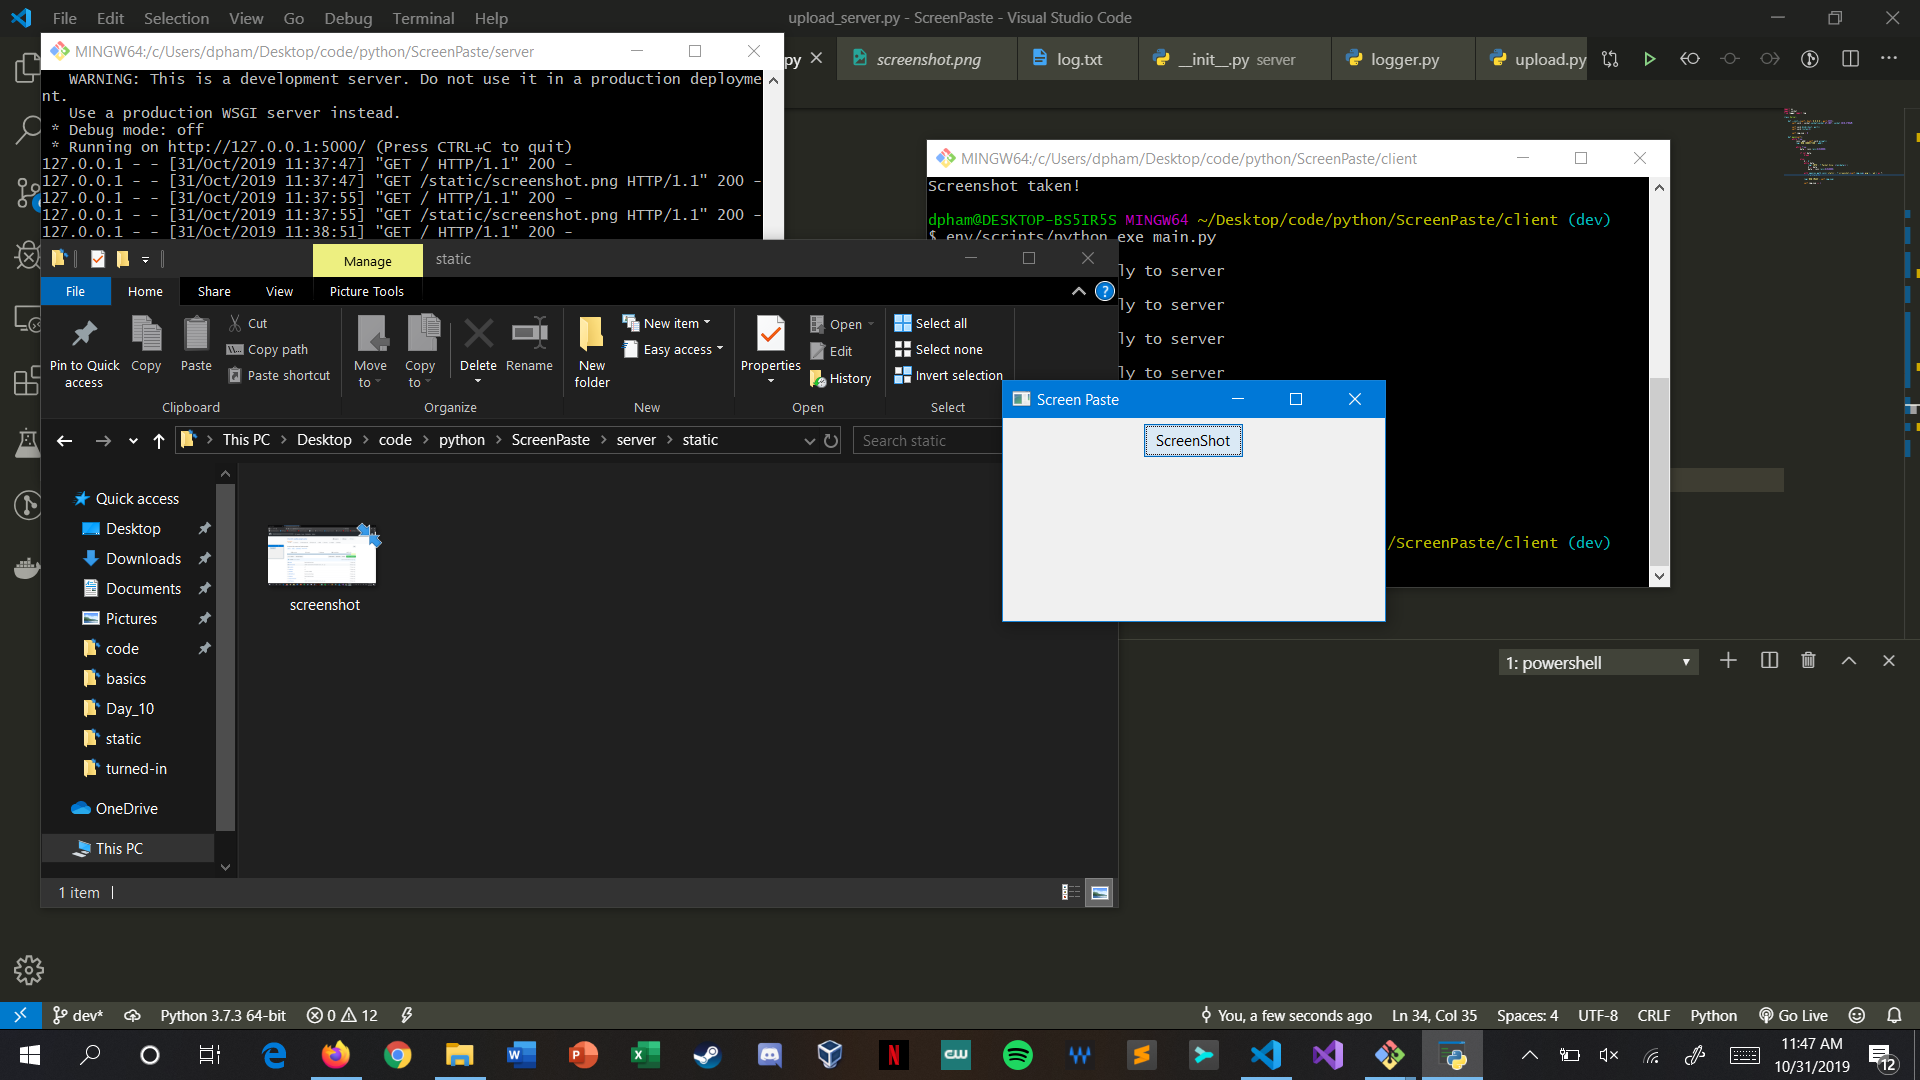 File Edit Selection View Go Debug Terminal Help
upload_server.py - ScreenPaste - Visual Studio Code
py
screenshot.png
log.txt
__init__.py server
logger.py
upload.py
MINGW64:/c/Users/dpham/Desktop/code/python/ScreenPaste/server
WARNING: This is a development server. Do not use it in a production deployme
nt.
Use a production WSGI server instead.
* Debug mode: off
* Running on http://127.0.0.1:5000/ (Press CTRL+C to quit)
127.0.0.1 - - [31/Oct/2019 11:37:47] "GET / HTTP/1.1" 200 -
127.0.0.1 - - [31/Oct/2019 11:37:47] "GET /static/screenshot.png HTTP/1.1" 200 -
127.0.0.1 - - [31/Oct/2019 11:37:55] "GET / HTTP/1.1" 200 -
127.0.0.1 - - [31/Oct/2019 11:37:55] "GET /static/screenshot.png HTTP/1.1" 200 -
127.0.0.1 - - [31/Oct/2019 11:38:51] "GET / HTTP/1.1" 200 -
MINGW64:/c/Users/dpham/Desktop/code/python/ScreenPaste/client
Screenshot taken!
dpham@DESKTOP-BS5IR5S MINGW64 ~/Desktop/code/python/ScreenPaste/client (dev)
$ env/scripts/python exe main.py
ly to server
ly to server
ly to server
ly to server
/ScreenPaste/client (dev)
Manage
static
File Home Share View Picture Tools
?
Pin to Quick
access
Copy
Paste
Cut
Copy path
Paste shortcut
Clipboard
Move
to
Copy
to
Delete
Rename
Organize
New
folder
New item
Easy access
New
Properties
Open
Edit
History
Open
Select all
Select none
Invert selection
Select
This PC > Desktop > code > python > ScreenPaste > server > static
Search static
Quick access
Desktop
Downloads
Documents
Pictures
code
basics
Day_10
static
turned-in
OneDrive
This PC
screenshot
1 item
Screen Paste
ScreenShot
1: powershell
dev*
Python 3.7.3 64-bit
0
12
You, a few seconds ago
Ln 34, Col 35
Spaces: 4
UTF-8
CRLF
Python
Go Live
11:47 AM
10/31/2019
12